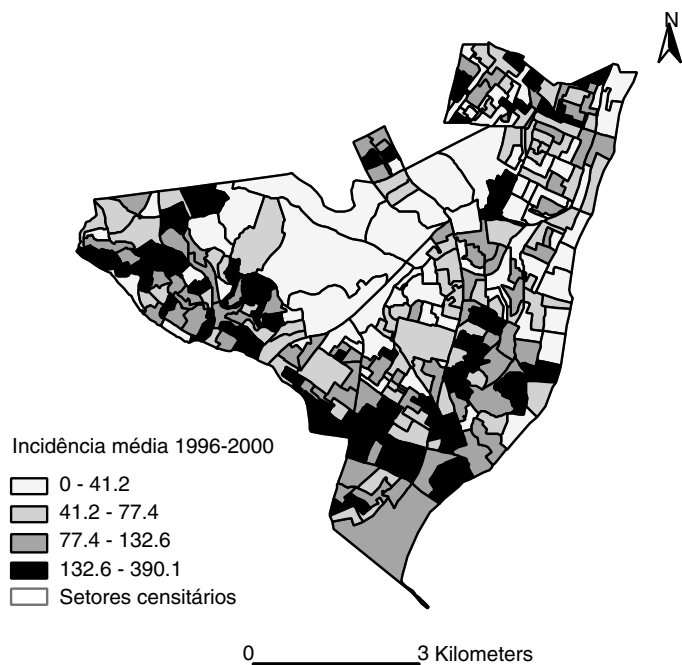 N
Incidência média 1996-2000
0 - 41.2
41.2 - 77.4
77.4 - 132.6
132.6 - 390.1
Setores censitários
0 3 Kilometers